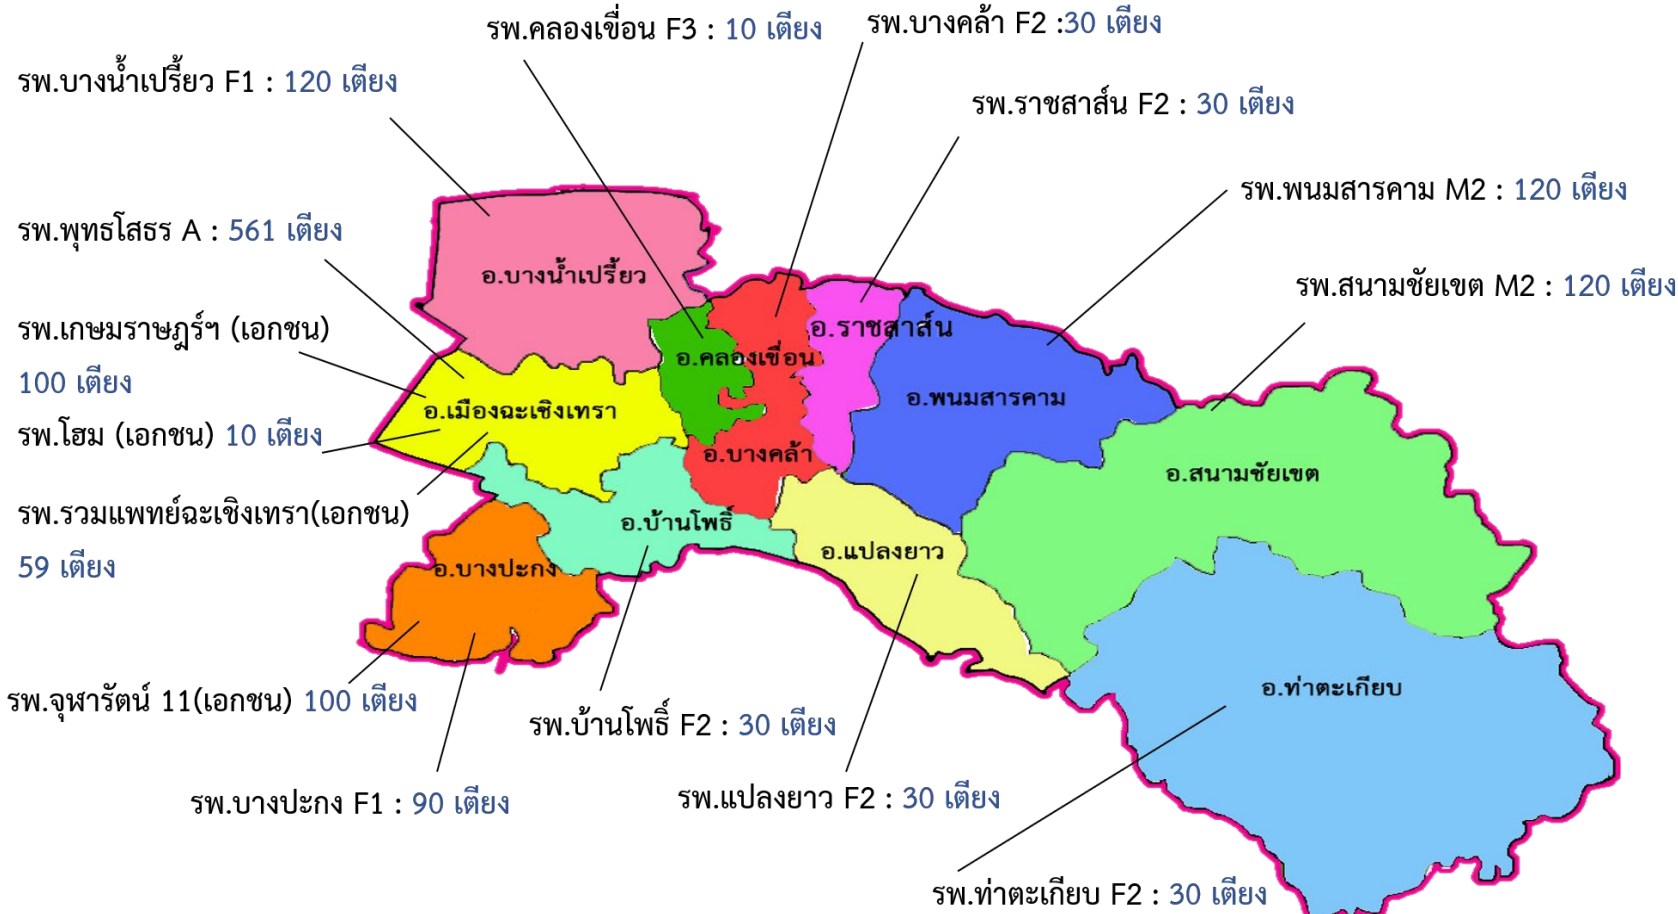 รพ.คลองเขื่อน F3 : 10 เตียง
รพ.บางคล้า F2 :30 เตียง
รพ.บางน้ำเปรี้ยว F1 : 120 เตียง
รพ.ราชสาส์น F2 : 30 เตียง
รพ.พนมสารคาม M2 : 120 เตียง
รพ.พุทธโสธร A : 561 เตียง
อ.บางน้ำเปรี้ยว
รพ.สนามชัยเขต M2 : 120 เตียง
รพ.เกษมราษฎร์ฯ (เอกชน)
100 เตียง
อ.ราชสาส์น
อ.คลองเขื่อน
อ.พนมสารคาม
อ.เมืองฉะเชิงเทรา
รพ.โฮม (เอกชน) 10 เตียง
อ.บางคล้า
อ.สนามชัยเขต
รพ.รวมแพทย์ฉะเชิงเทรา(เอกชน)
59 เตียง
อ.บ้านโพธิ์
อ.แปลงยาว
อ.บางปะกง
อ.ท่าตะเกียบ
รพ.จุฬารัตน์ 11(เอกชน) 100 เตียง
รพ.บ้านโพธิ์ F2 : 30 เตียง
รพ.บางปะกง F1 : 90 เตียง
รพ.แปลงยาว F2 : 30 เตียง
รพ.ท่าตะเกียบ F2 : 30 เตียง